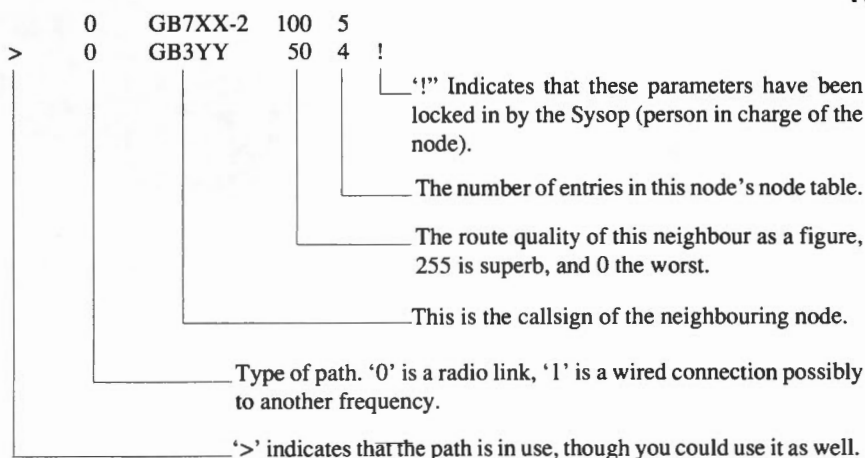 0 GB7XX-2 100 5
> 0 GB3YY 50 4 !
‘!” Indicates that these parameters have been
locked in by the Sysop (person in charge of the
node).
The number of entries in this node's node table.
The route quality of this neighbour as a figure,
255 is superb, and 0 the worst.
This is the callsign of the neighbouring node.
Type of path. ‘0’ is a radio link, ‘1’ is a wired connection possibly
to another frequency.
‘>’ indicates that the path is in use, though you could use it as well.